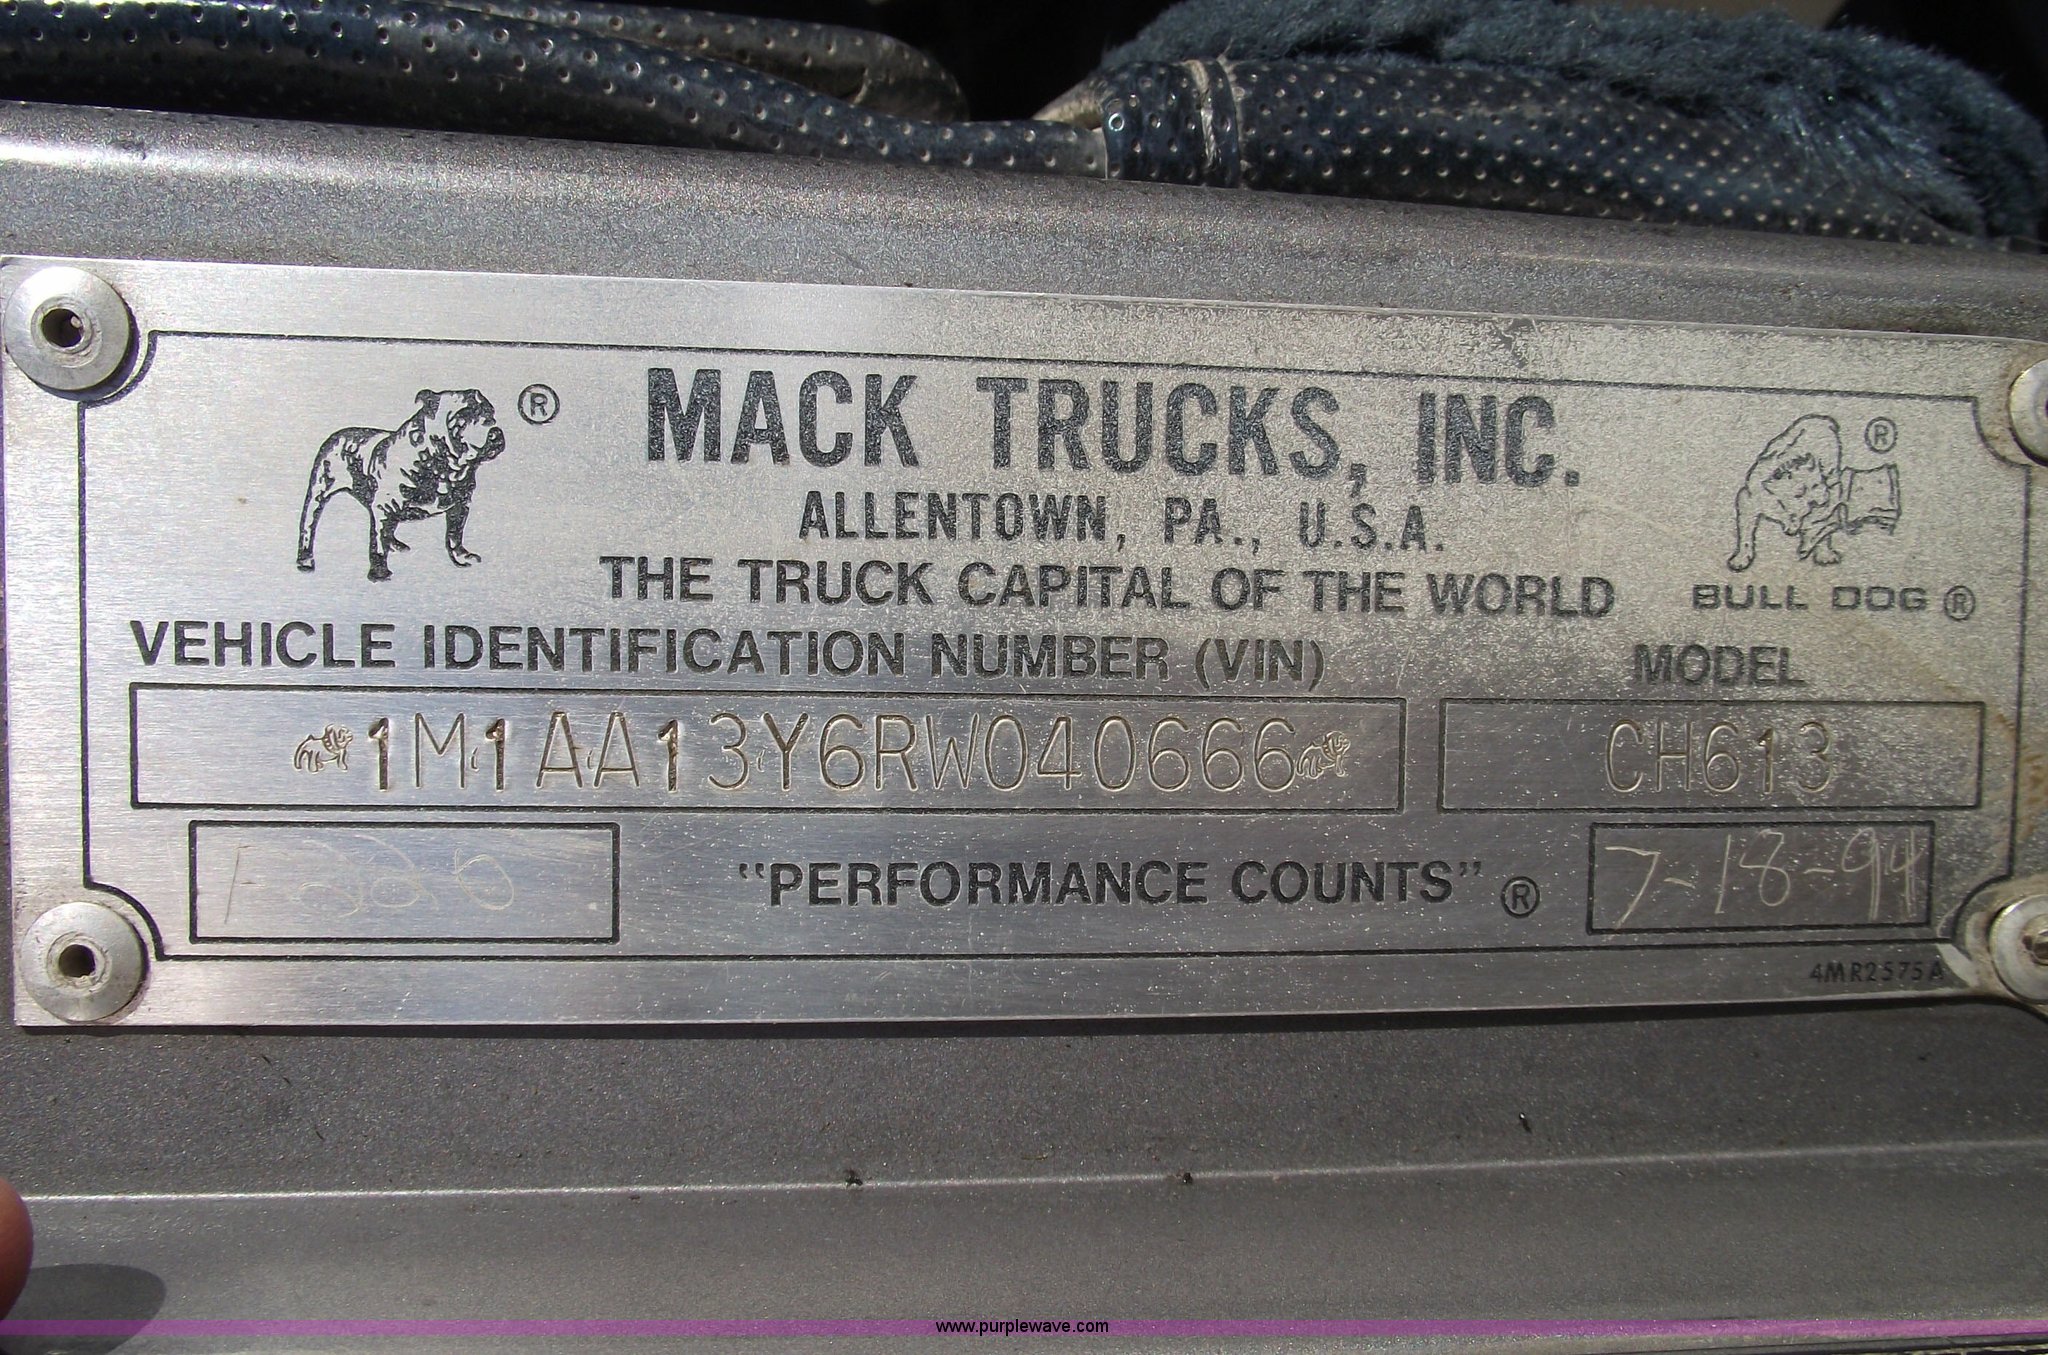 ®
MACK TRUCKS, INC.
®
ALLENTOWN, PA., U.S.A.
THE TRUCK CAPITAL OF THE WORLD
BULL DOG ®
VEHICLE IDENTIFICATION NUMBER (VIN)
MODEL
1M1AA13Y6RW040666
CH613
"PERFORMANCE COUNTS" ®
7-18-94
4MR2575A
www.purplewave.com